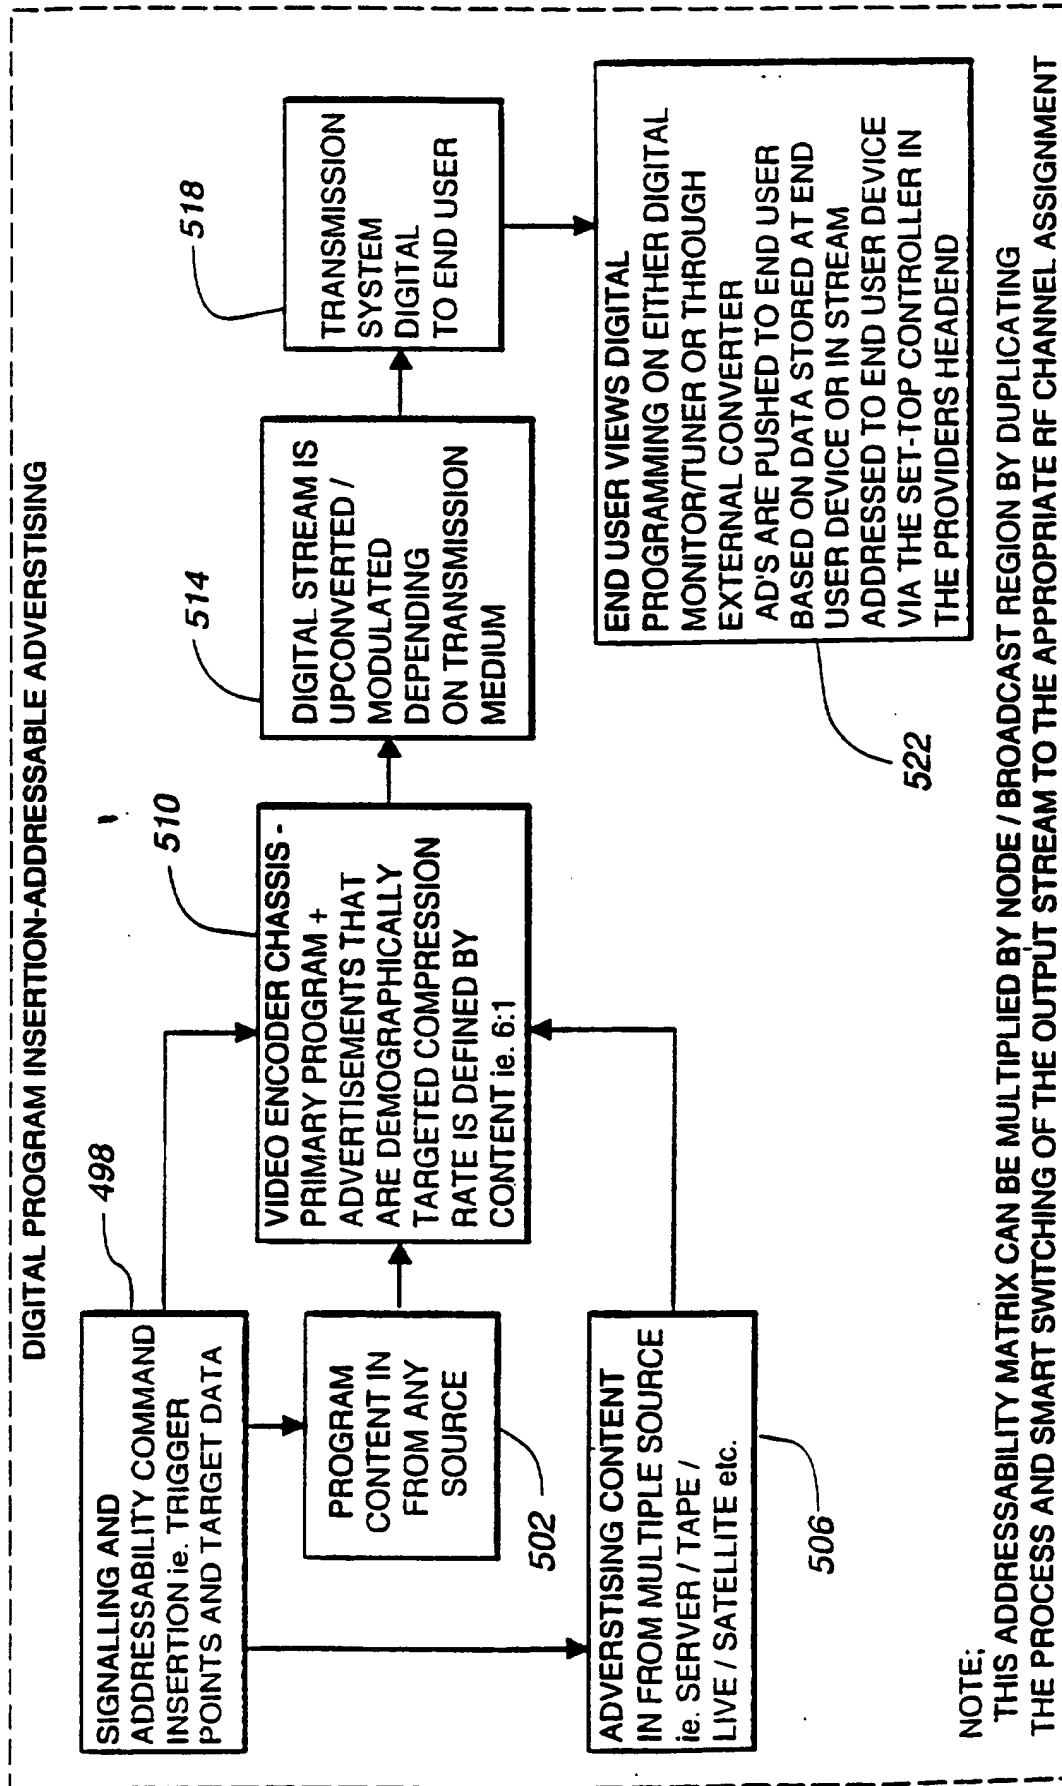 DIGITAL PROGRAM INSERTION-ADDRESSABLE ADVERSTISING
SIGNALLING AND
ADDRESSABILITY COMMAND
INSERTION ie. TRIGGER
POINTS AND TARGET DATA
498
PROGRAM
CONTENT IN
FROM ANY
SOURCE
502
ADVERSTISING CONTENT
IN FROM MULTIPLE SOURCE
ie. SERVER / TAPE /
LIVE / SATELLITE etc.
506
VIDEO ENCODER CHASSIS -
PRIMARY PROGRAM +
ADVERTISEMENTS THAT
ARE DEMOGRAPHICALLY
TARGETED COMPRESSION
RATE IS DEFINED BY
CONTENT ie. 6:1
510
DIGITAL STREAM IS
UPCONVERTED /
MODULATED
DEPENDING
ON TRANSMISSION
MEDIUM
514
TRANSMISSION
SYSTEM
DIGITAL
TO END USER
518
END USER VIEWS DIGITAL
PROGRAMMING ON EITHER DIGITAL
MONITOR/TUNER OR THROUGH
EXTERNAL CONVERTER
AD'S ARE PUSHED TO END USER
BASED ON DATA STORED AT END
USER DEVICE OR IN STREAM
ADDRESSED TO END USER DEVICE
VIA THE SET-TOP CONTROLLER IN
THE PROVIDERS HEADEND
522
NOTE:
THIS ADDRESSABILITY MATRIX CAN BE MULTIPLIED BY NODE / BROADCAST REGION BY DUPLICATING
THE PROCESS AND SMART SWITCHING OF THE OUTPUT STREAM TO THE APPROPRIATE RF CHANNEL ASSIGNMENT